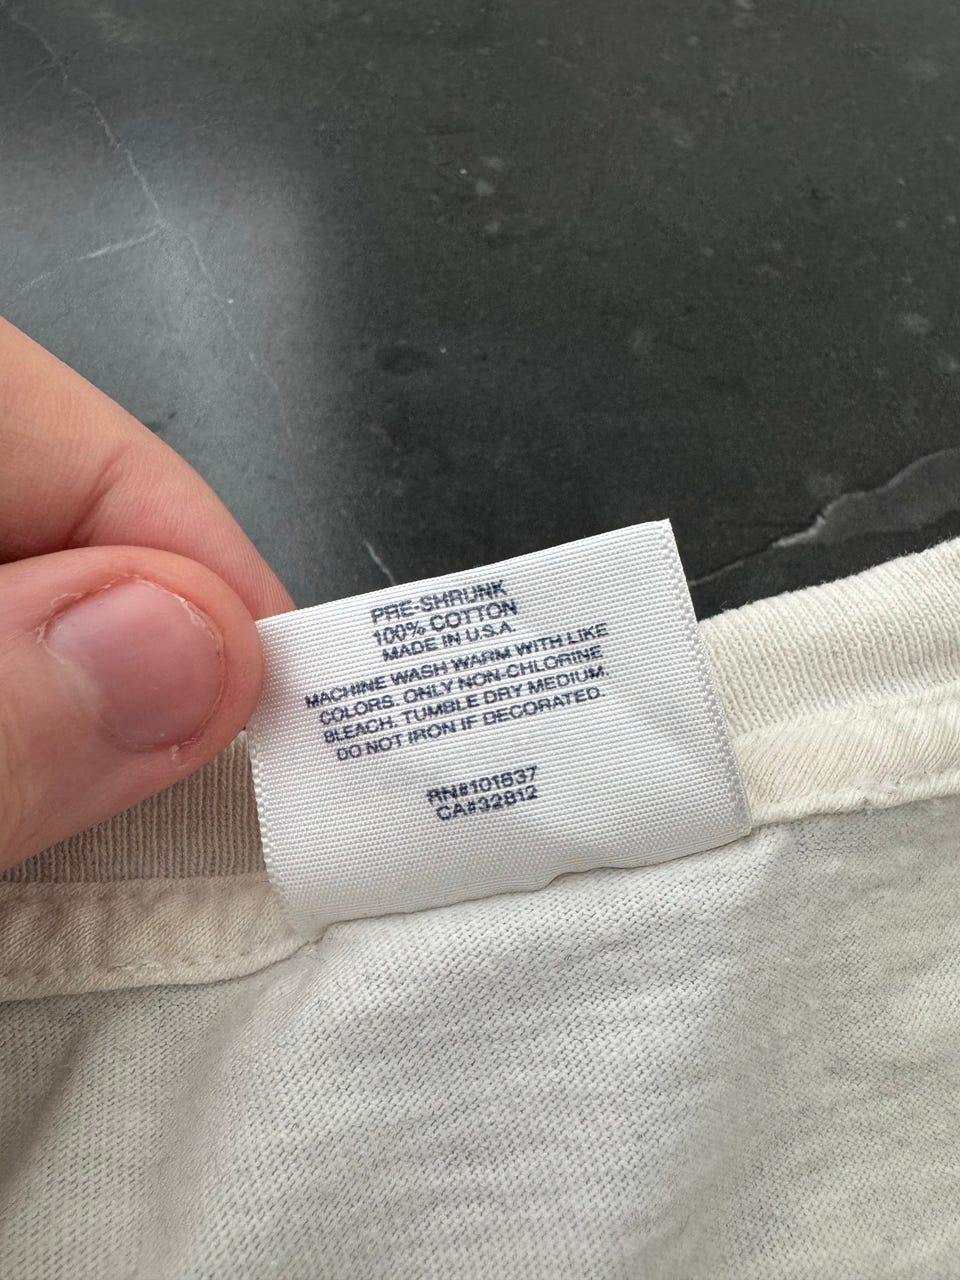 PRE-SHRUNK
100% COTTON
MADE IN U.S.A.
MACHINE WASH WARM WITH LIKE
COLORS. ONLY NON-CHLORINE
BLEACH. TUMBLE DRY MEDIUM.
DO NOT IRON IF DECORATED.
RN#101637
CA#32812